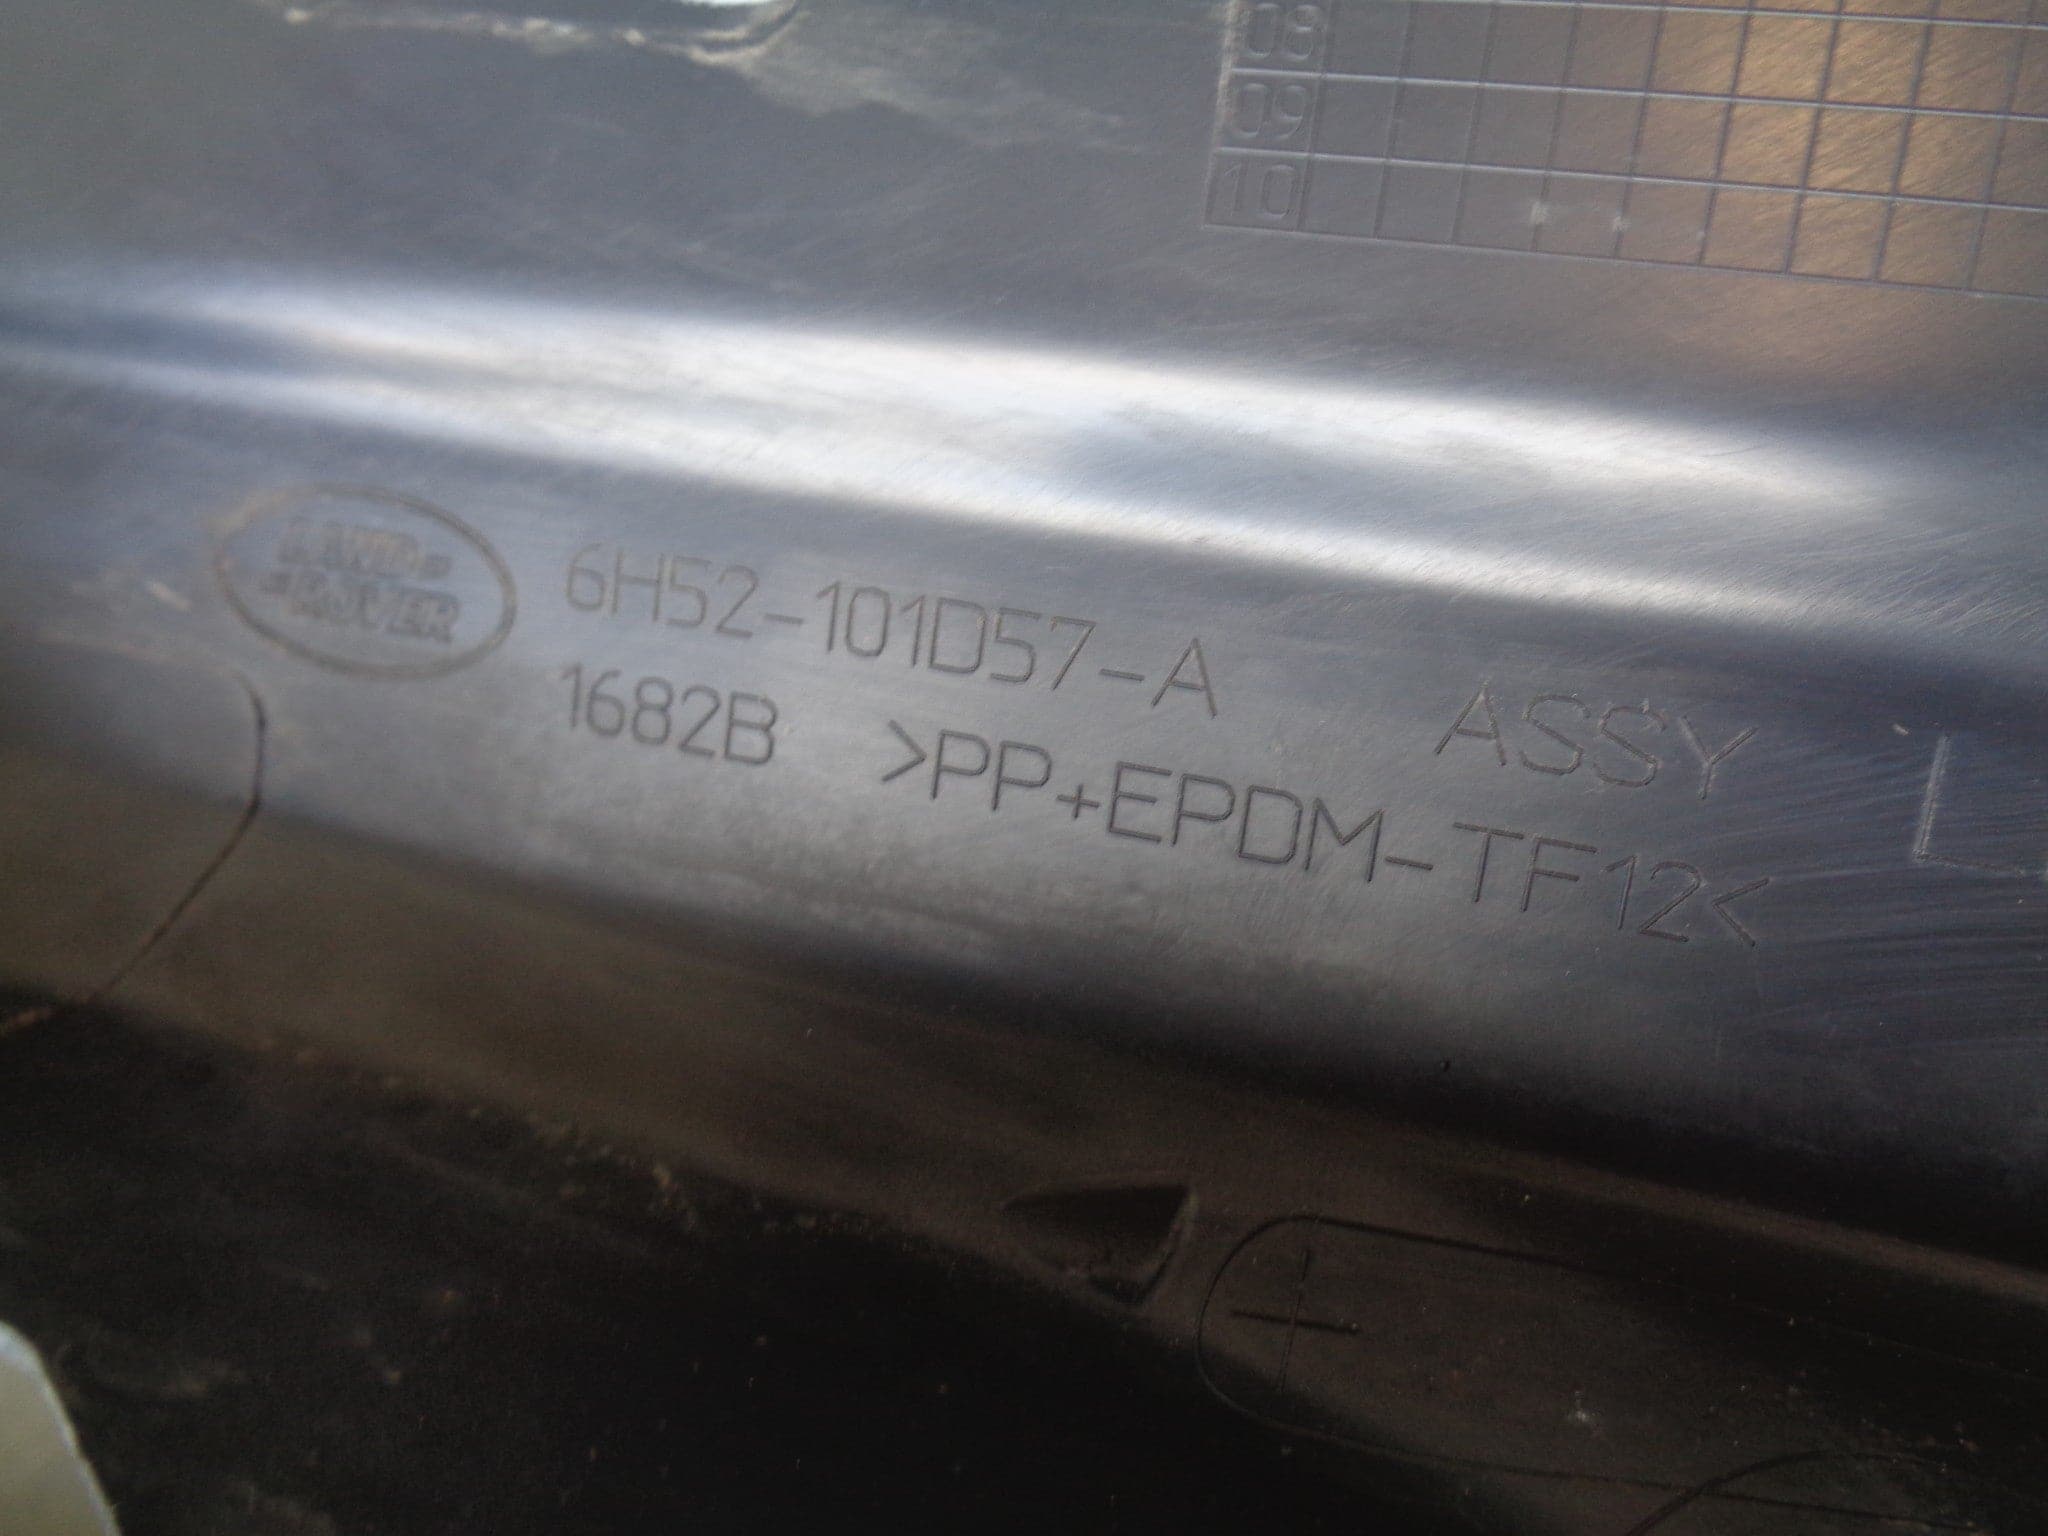 08
09
10
LAND
ROVER
6H52-101D57-A ASSY L
1682B >PP+EPDM-TF12<